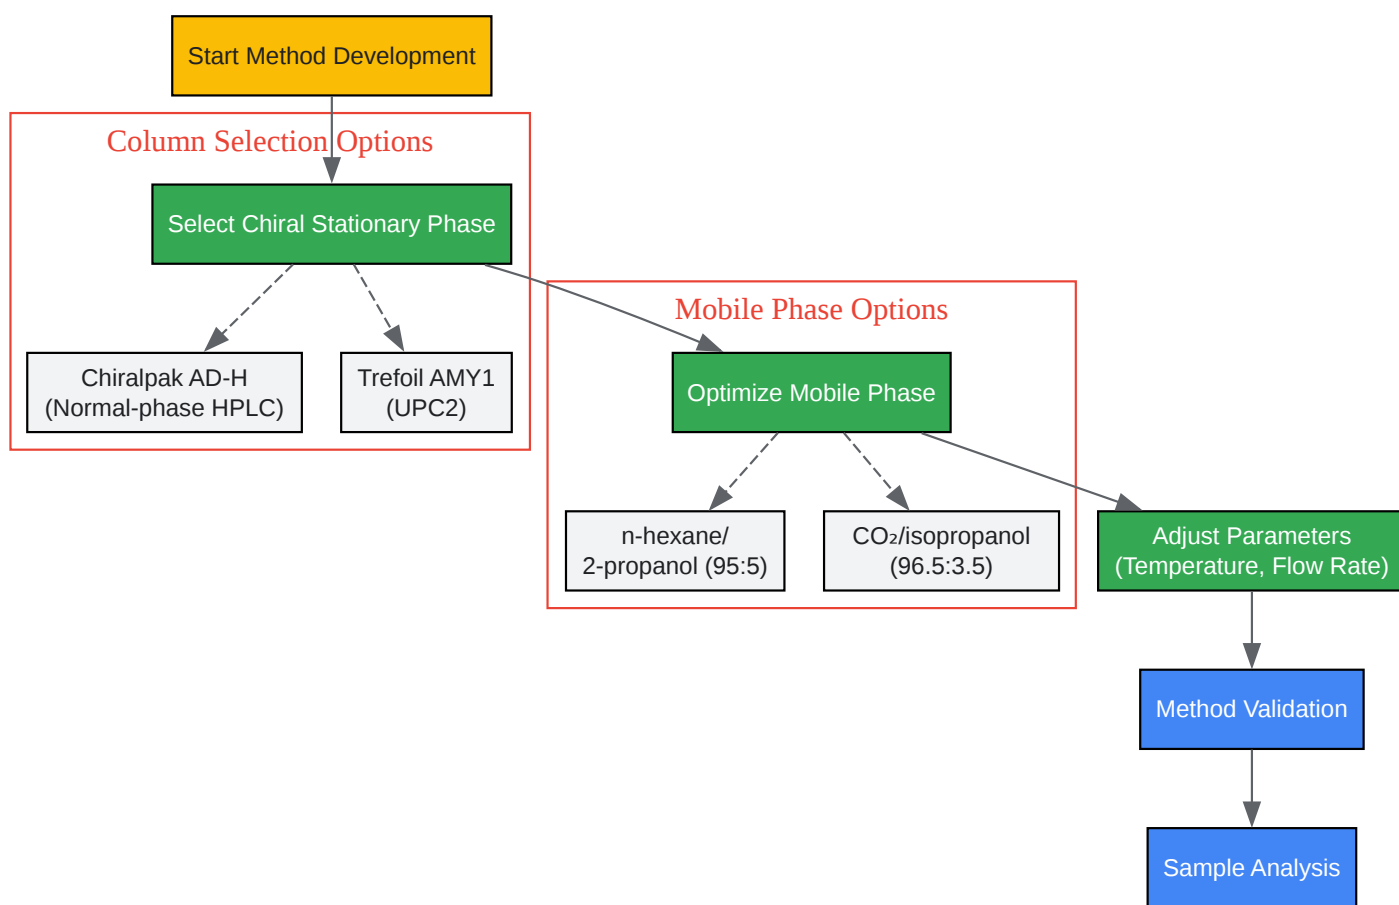 Start Method Development
Column Selection Options
Select Chiral Stationary Phase
Chiralpak AD-H
(Normal-phase HPLC)
Trefoil AMY1
(UPC2)
Mobile Phase Options
Optimize Mobile Phase
n-hexane/
2-propanol (95:5)
CO₂/isopropanol
(96.5:3.5)
Adjust Parameters
(Temperature, Flow Rate)
Method Validation
Sample Analysis